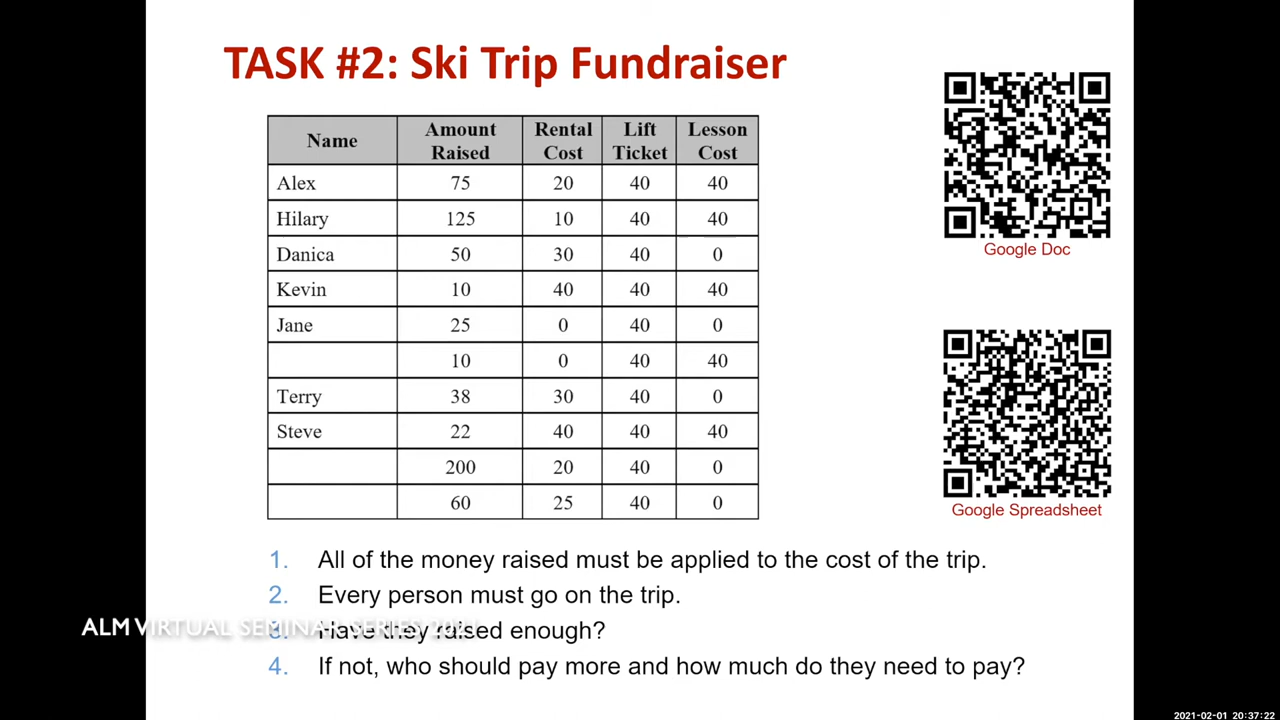 TASK #2: Ski Trip Fundraiser
Name Amount Raised Rental Cost Lift Ticket Lesson Cost
Alex 75 20 40 40
Hilary 125 10 40 40
Danica 50 30 40 0
Kevin 10 40 40 40
Jane 25 0 40 0
10 0 40 40
Terry 38 30 40 0
Steve 22 40 40 40
200 20 40 0
60 25 40 0
Google Doc
Google Spreadsheet
1. All of the money raised must be applied to the cost of the trip.
2. Every person must go on the trip.
3. Have they raised enough?
4. If not, who should pay more and how much do they need to pay?
ALM VIRTUAL SEMINAR SERIES
2021-02-01 20:37:22